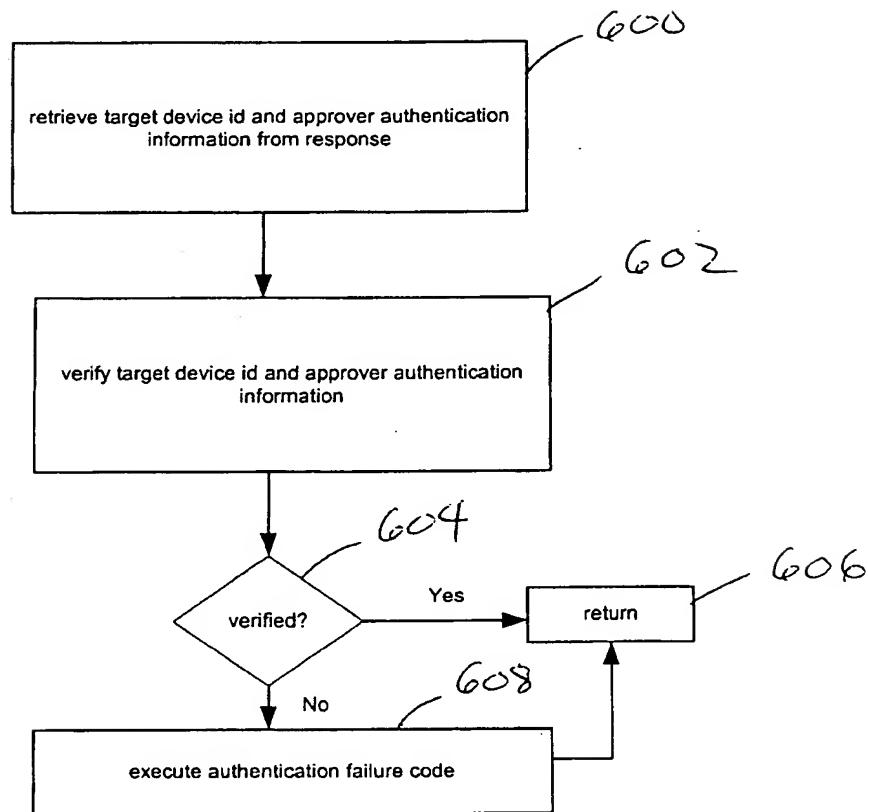 600
retrieve target device id and approver authentication
information from response
602
verify target device id and approver authentication
information
604
verified?
Yes
606
return
No
608
execute authentication failure code